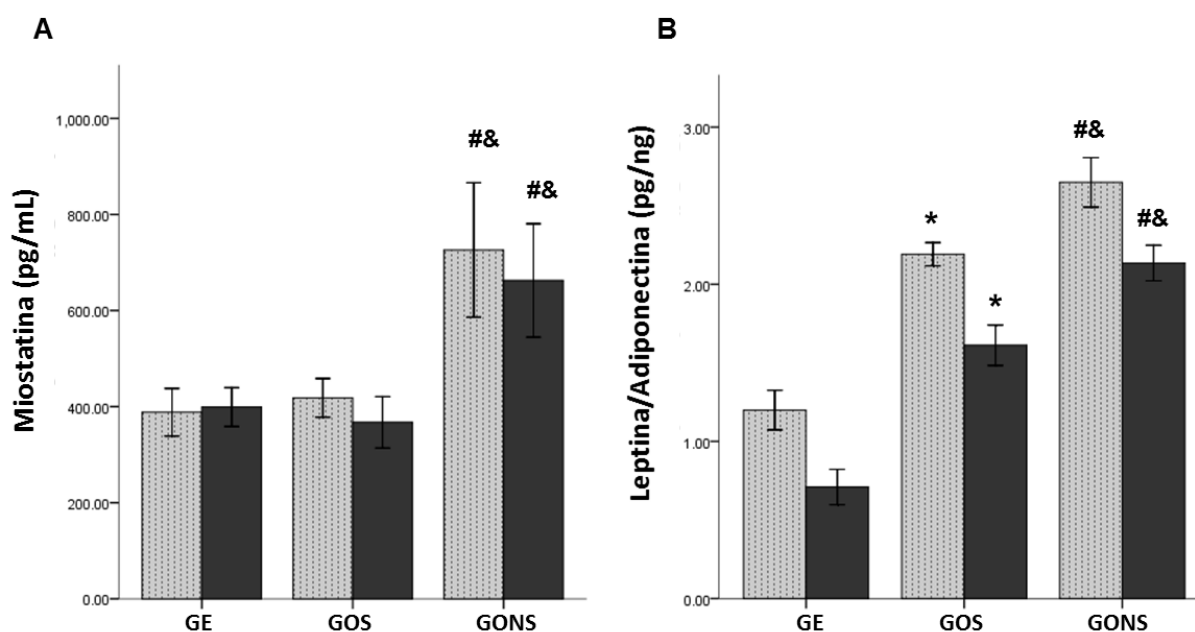 A
Miostatina (pg/mL)
1,000.00
800.00
600.00
400.00
200.00
0.00
#&
#&
GE
GOS
GONS
B
Leptina/Adiponectina (pg/ng)
3.00
2.00
1.00
0.00
*
*
#&
#&
GE
GOS
GONS